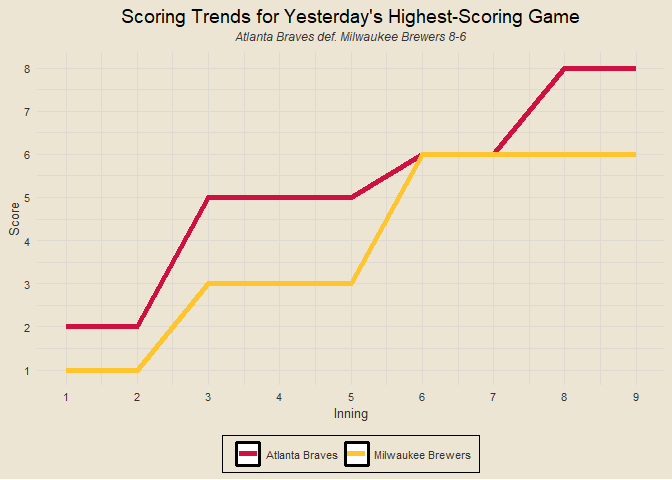 Scoring Trends for Yesterday's Highest-Scoring Game
Atlanta Braves def. Milwaukee Brewers 8-6
8
7
6
5
4
3
2
1
Score
1 2 3 4 5 6 7 8 9
Inning
Atlanta Braves Milwaukee Brewers